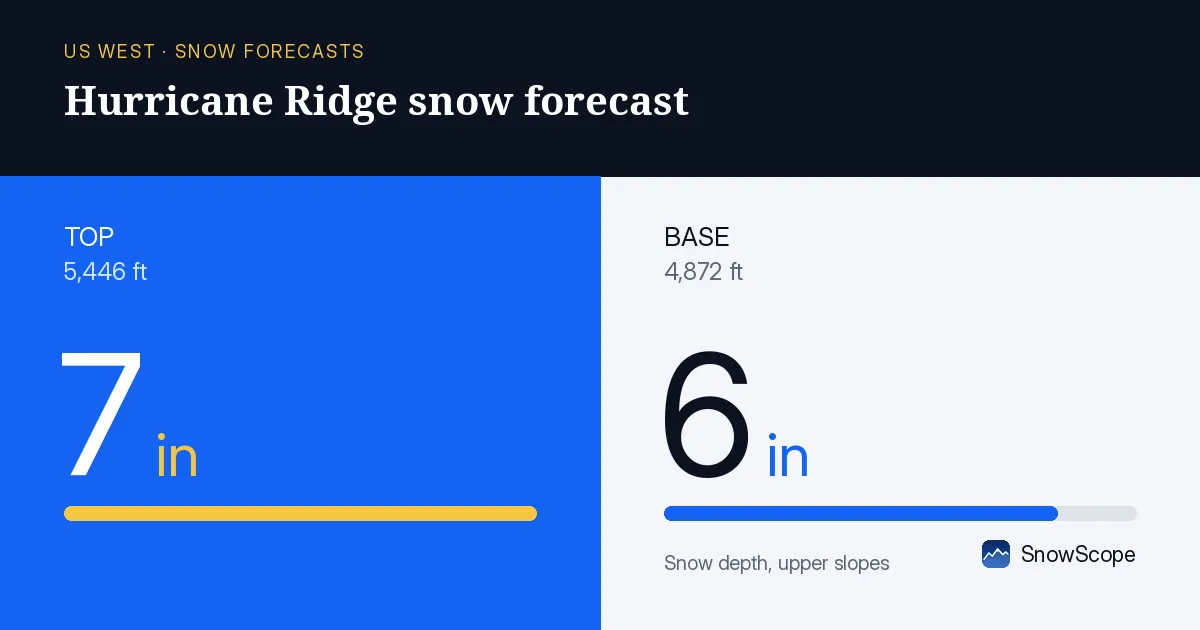 US WEST · SNOW FORECASTS
Hurricane Ridge snow forecast
TOP
5,446 ft
7 in
BASE
4,872 ft
6 in
Snow depth, upper slopes
SnowScope